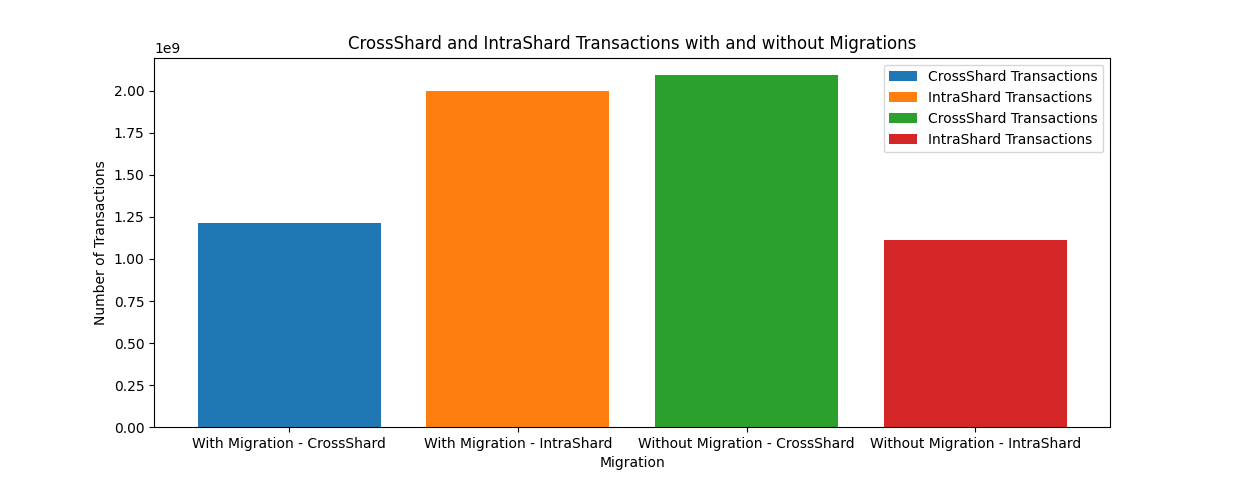 CrossShard and IntraShard Transactions with and without Migrations
1e9
CrossShard Transactions
IntraShard Transactions
CrossShard Transactions
IntraShard Transactions
Number of Transactions
2.00
1.75
1.50
1.25
1.00
0.75
0.50
0.25
0.00
With Migration - CrossShard
With Migration - IntraShard
Without Migration - CrossShard
Without Migration - IntraShard
Migration